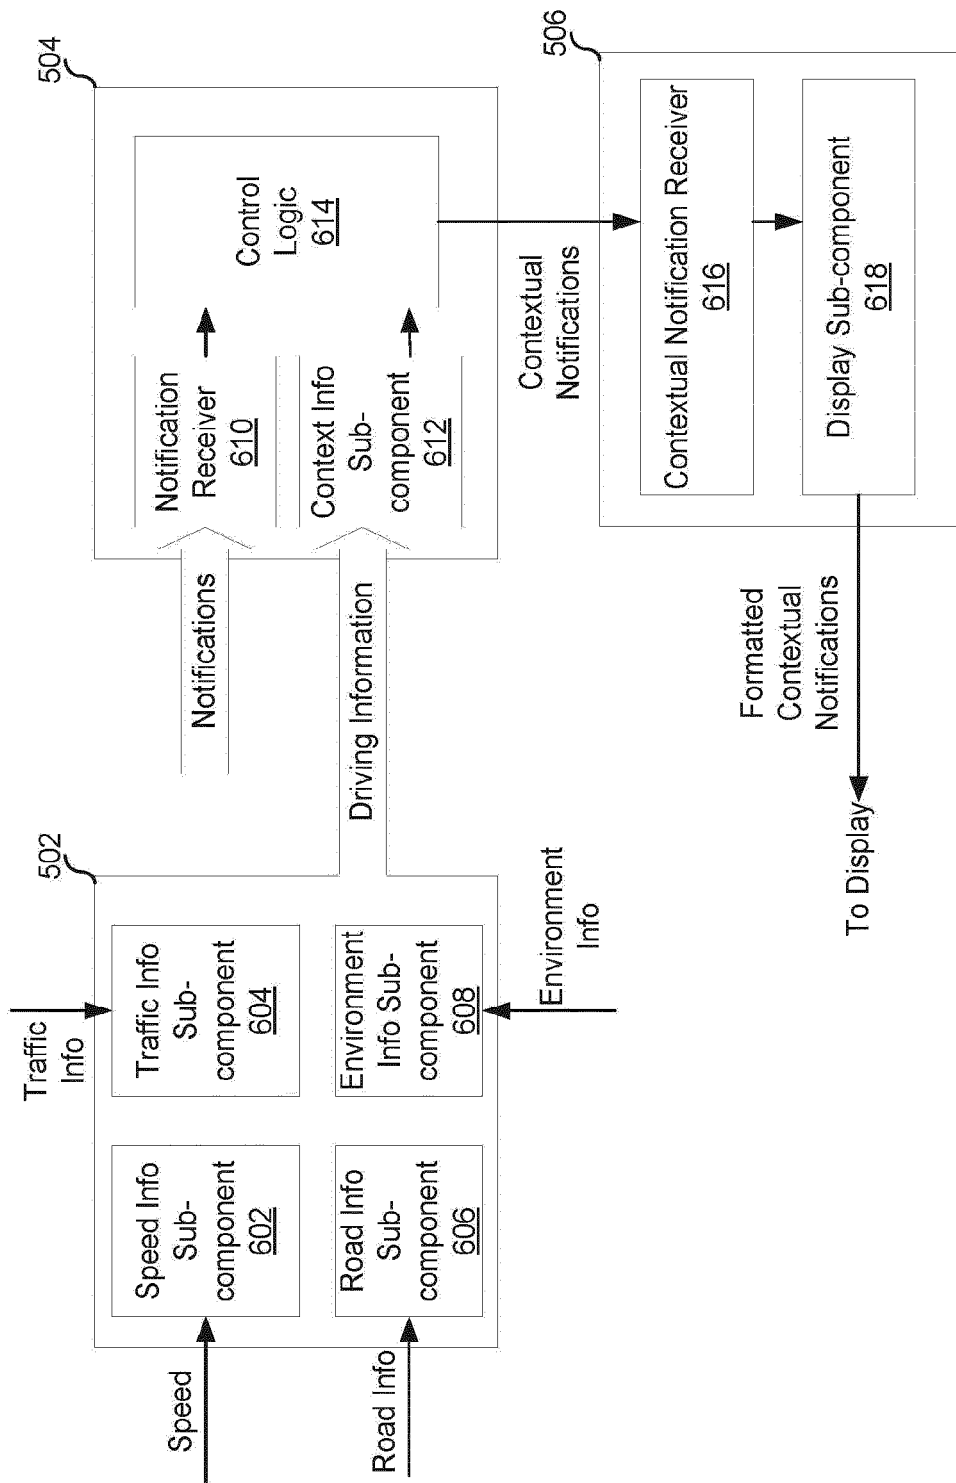 502
504
506
Speed
Traffic
Info
Road Info
Environment
Info
Speed Info
Sub-
component
602
Traffic Info
Sub-
component
604
Road Info
Sub-
component
606
Environment
Info Sub-
component
608
Notifications
Driving Information
Notification
Receiver
610
Context Info
Sub-
component
612
Control
Logic
614
Contextual
Notifications
Contextual Notification Receiver
616
Display Sub-component
618
Formatted
Contextual
Notifications
To Display